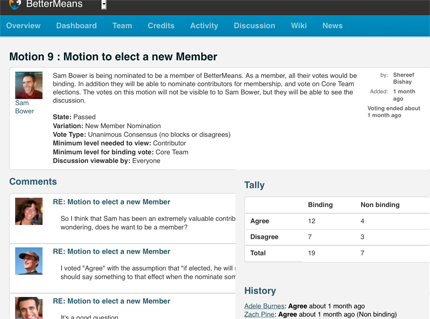 BetterMeans
Overview Dashboard Team Credits Activity Discussion Wiki News
Motion 9 : Motion to elect a new Member
Sam
Bower
Sam Bower is being nominated to be a member of BetterMeans. As a member, all their votes would be
binding. In addition they will be able to nominate contributors for membership, and vote on Core Team
elections. The votes on this motion will not be visible to to Sam Bower, but they will be able to see the
discussion.
State: Passed
Variation: New Member Nomination
Vote Type: Unanimous Consensus (no blocks or disagrees)
Minimum level needed to view: Contributor
Minimum level for binding vote: Core Team
Discussion viewable by: Everyone
by: Shereef
Bishay
Added: 1 month
ago
Voting ended about
1 month ago
Comments
RE: Motion to elect a new Member
So I think that Sam has been an extremely valuable contrib
wondering, does he want to be a member?
RE: Motion to elect a new Member
I voted "Agree" with the assumption that "if elected, he will
should say something to that effect when the nominate son
RE: Motion to elect a new Member
It's a good question
Tally
Binding Non binding
Agree 12 4
Disagree 7 3
Total 19 7
History
Adele Burnes: Agree about 1 month ago
Zach Pine: Agree about 1 month ago (Non binding)